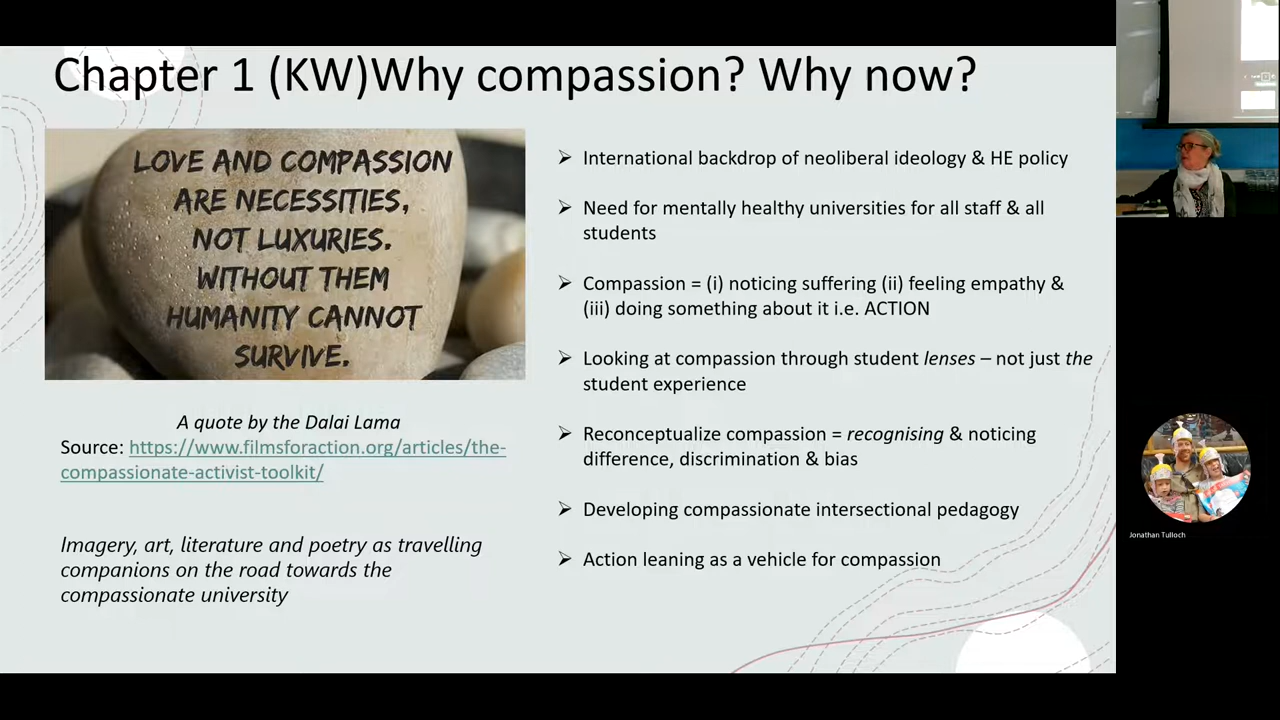 Chapter 1 (KW)Why compassion? Why now?
LOVE AND COMPASSION
ARE NECESSITIES,
NOT LUXURIES.
WITHOUT THEM
HUMANITY CANNOT
SURVIVE.
A quote by the Dalai Lama
Source: https://www.filmsforaction.org/articles/the-
compassionate-activist-toolkit/
Imagery, art, literature and poetry as travelling
companions on the road towards the
compassionate university
➢ International backdrop of neoliberal ideology & HE policy
➢ Need for mentally healthy universities for all staff & all
students
➢ Compassion = (i) noticing suffering (ii) feeling empathy &
(iii) doing something about it i.e. ACTION
➢ Looking at compassion through student lenses – not just the
student experience
➢ Reconceptualize compassion = recognising & noticing
difference, discrimination & bias
➢ Developing compassionate intersectional pedagogy
➢ Action leaning as a vehicle for compassion
Jonathan Tulloch